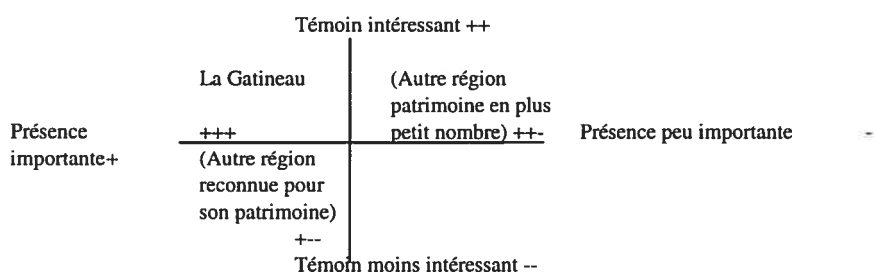 Témoin intéressant ++
La Gatineau
(Autre région
patrimoine en plus
petit nombre) ++-
Présence
importante+
+++
Présence peu importante
(Autre région
reconnue pour
son patrimoine)
+--
Témoin moins intéressant --